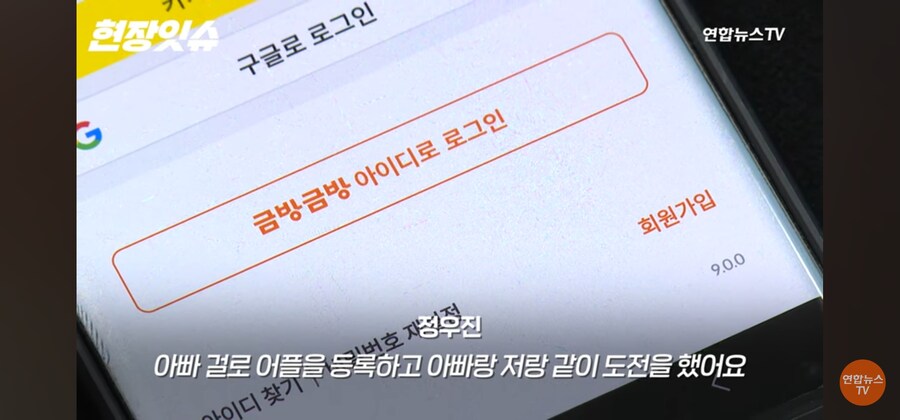 현장잇슈
연합뉴스TV
구글로 로그인
G
금방금방 아이디로 로그인
회원가입
9.0.0
아이디 찾기
정우진
아빠 걸로 어플을 등록하고 아빠랑 저랑 같이 도전을 했어요
연합뉴스
TV